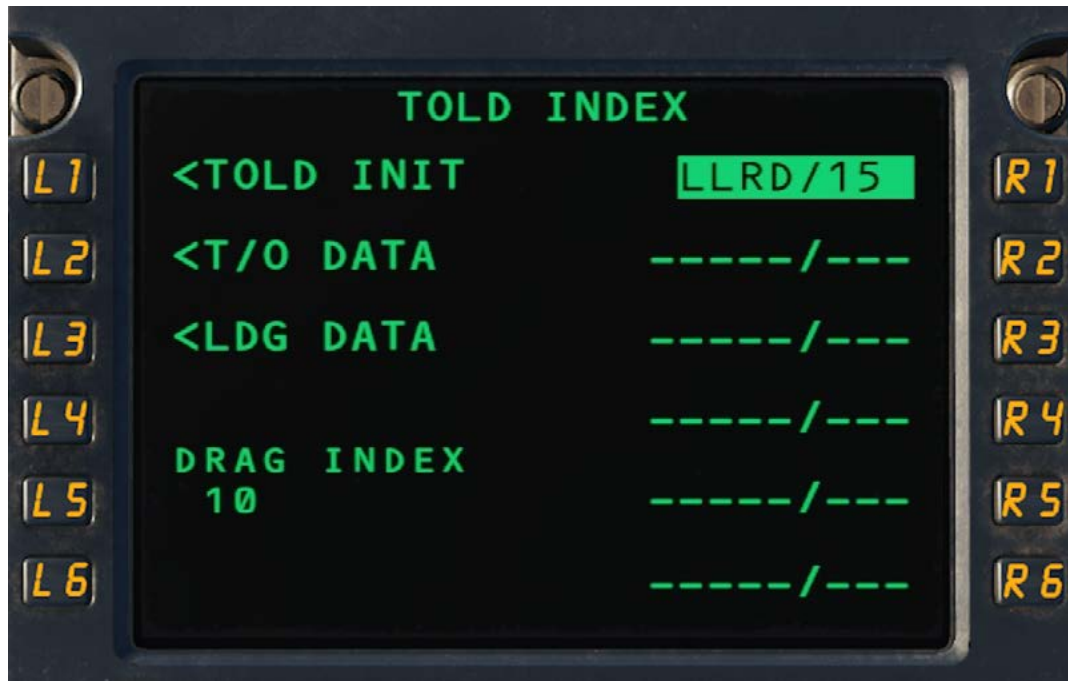 TOLD INDEX
L1 <TOLD INIT LLRD/15 R1
L2 <T/O DATA -----/--- R2
L3 <LDG DATA -----/--- R3
L4 -----/--- R4
DRAG INDEX
L5 10 -----/--- R5
L6 -----/--- R6